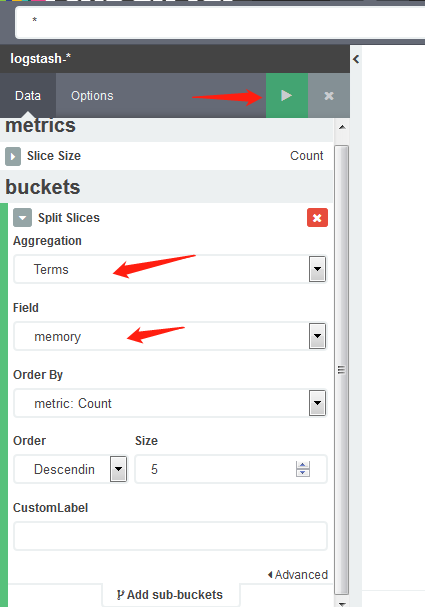 *
logstash-*
Data Options
metrics
Slice Size Count
buckets
Split Slices
Aggregation
Terms
Field
memory
Order By
metric: Count
Order Size
Descendin 5
CustomLabel
Advanced
Add sub-buckets